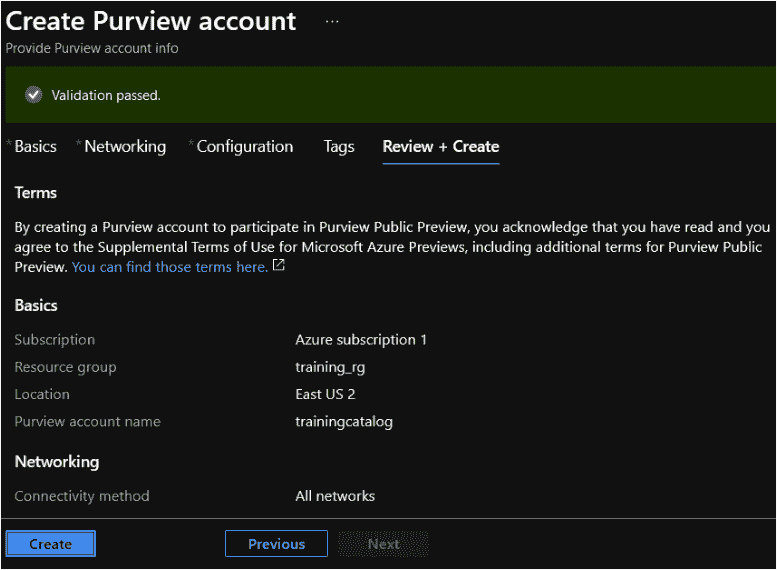 Create Purview account ...
Provide Purview account info
Validation passed.
* Basics * Networking * Configuration Tags Review + Create
Terms
By creating a Purview account to participate in Purview Public Preview, you acknowledge that you have read and you
agree to the Supplemental Terms of Use for Microsoft Azure Previews, including additional terms for Purview Public
Preview. You can find those terms here.
Basics
Subscription Azure subscription 1
Resource group training_rg
Location East US 2
Purview account name trainingcatalog
Networking
Connectivity method All networks
Create Previous Next